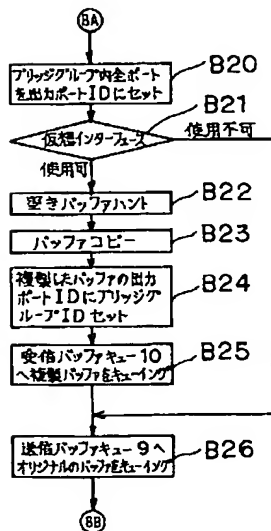 BA
ブリッジグループ内全ポート
を出力ポートIDにセット
B20
B21
仮想インターフェース
使用不可
使用可
空きバッファハント
B22
バッファコピー
B23
複製したバッファの出力
ポートIDにブリッジグ
ループIDセット
B24
受信バッファキュー10
へ複製バッファをキューイング
B25
送信バッファキュー9へ
オリジナルのバッファをキューイング
B26
BB